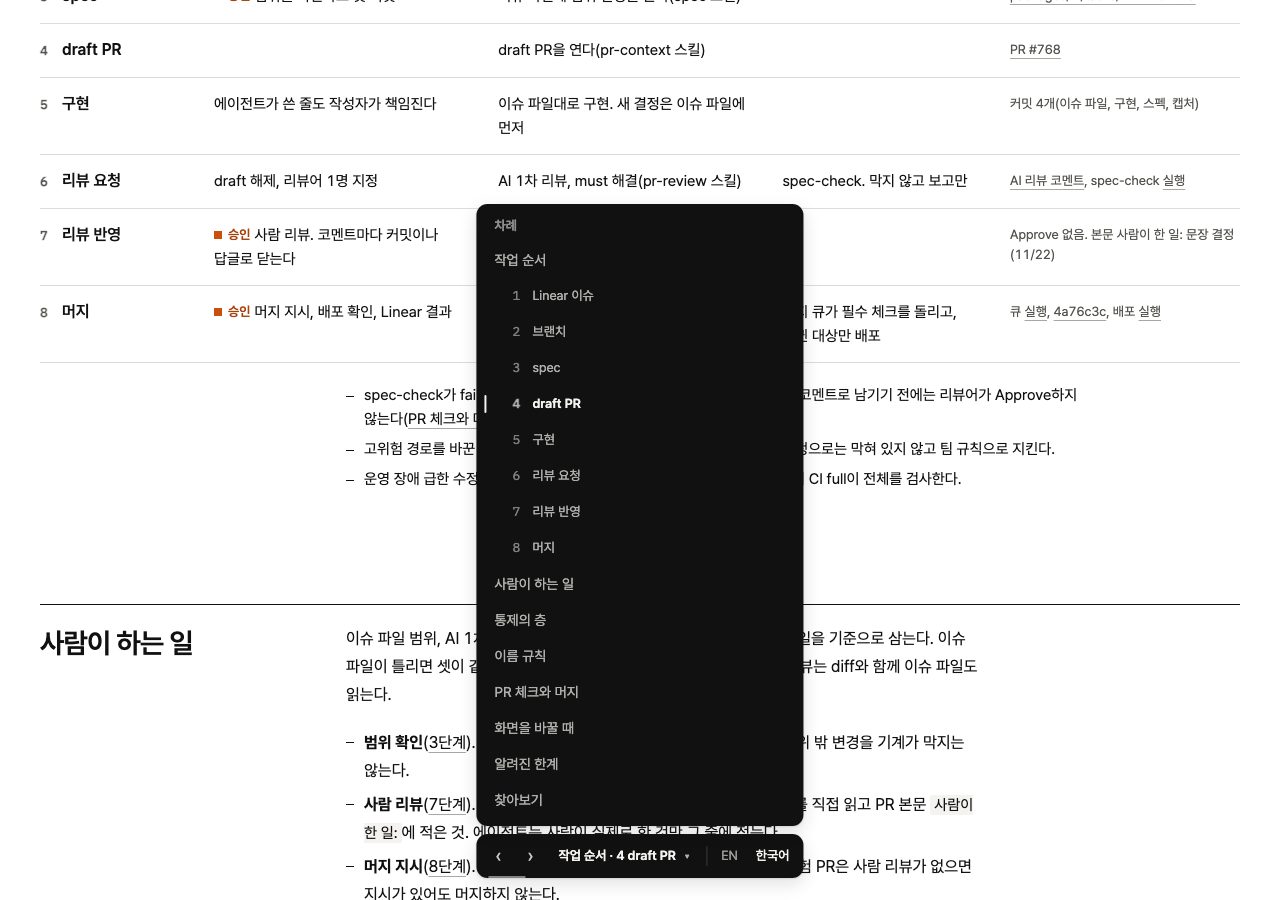 4 draft PR draft PR을 연다(pr-context 스킬) PR #768
5 구현 에이전트가 쓴 줄도 작성자가 책임진다 이슈 파일대로 구현. 새 결정은 이슈 파일에 커밋 4개(이슈 파일, 구현, 스펙, 캡처)
먼저
6 리뷰 요청 draft 해제, 리뷰어 1명 지정 AI 1차 리뷰, must 해결(pr-review 스킬) spec-check. 막지 않고 보고만 AI 리뷰 코멘트, spec-check 실행
7 리뷰 반영 승인 사람 리뷰. 코멘트마다 커밋이나 Approve 없음. 본문 사람이 한 일: 문장 결정
답글로 닫는다 (11/22)
8 머지 승인 머지 지시, 배포 확인, Linear 결과 큐가 필수 체크를 돌리고, 큐 실행, 4a76c3c, 배포 실행
대상만 배포
– spec-check가 코멘트로 남기기 전에는 리뷰어가 Approve하지
않는다(PR 체크와
– 고위험 경로를 바꾼 막혀 있지 않고 팀 규칙으로 지킨다.
– 운영 장애 급한 수정 CI full이 전체를 검사한다.
차례
작업 순서
1 Linear 이슈
2 브랜치
3 spec
4 draft PR
5 구현
6 리뷰 요청
7 리뷰 반영
8 머지
사람이 하는 일
통제의 층
이름 규칙
PR 체크와 머지
화면을 바꿀 때
알려진 한계
찾아보기
사람이 하는 일
이슈 파일 범위, AI 기준으로 삼는다. 이슈
파일이 틀리면 셋이 diff와 함께 이슈 파일도
읽는다.
– 범위 확인(3단계). 밖 변경을 기계가 막지는
않는다.
– 사람 리뷰(7단계). 직접 읽고 PR 본문 사람이
한 일: 에 적은 것.
– 머지 지시(8단계). PR은 사람 리뷰가 없으면
지시가 있어도 머지하지 않는다.
‹ › 작업 순서 · 4 draft PR ▾ EN 한국어